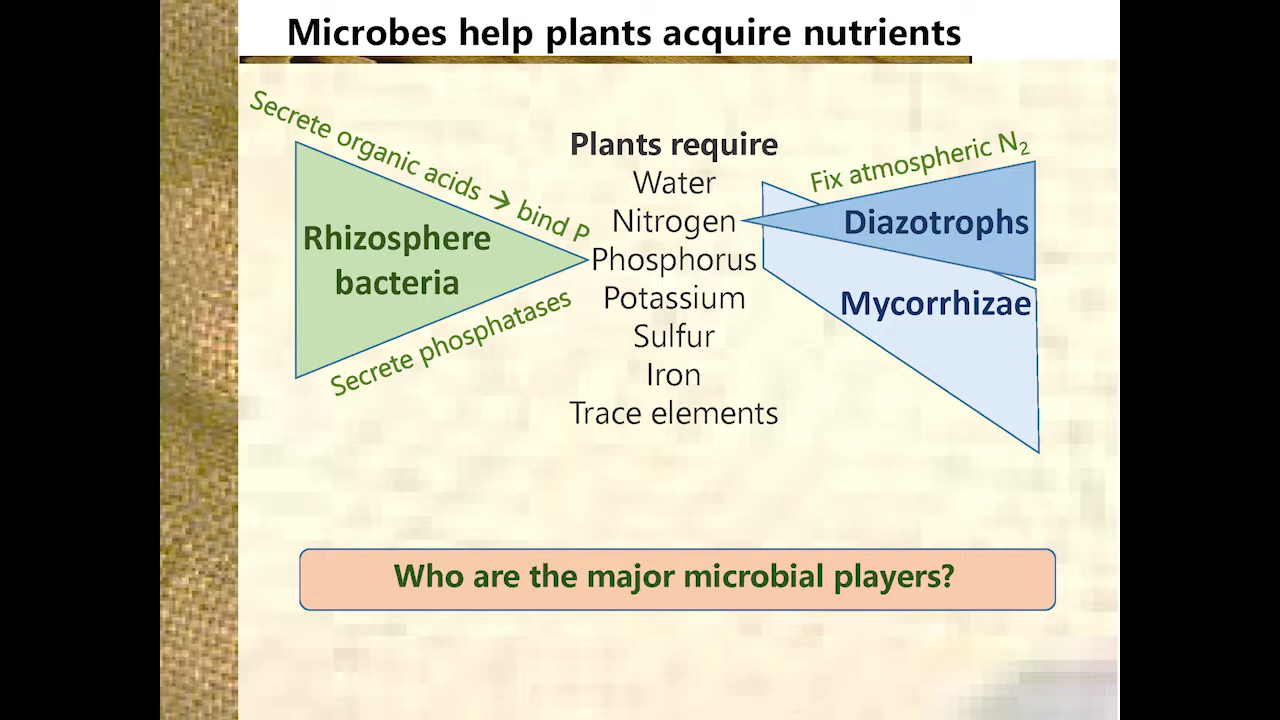 Microbes help plants acquire nutrients
Secrete organic acids → bind P
Rhizosphere
bacteria
Secrete phosphatases
Plants require
Water
Nitrogen
Phosphorus
Potassium
Sulfur
Iron
Trace elements
Fix atmospheric N₂
Diazotrophs
Mycorrhizae
Who are the major microbial players?